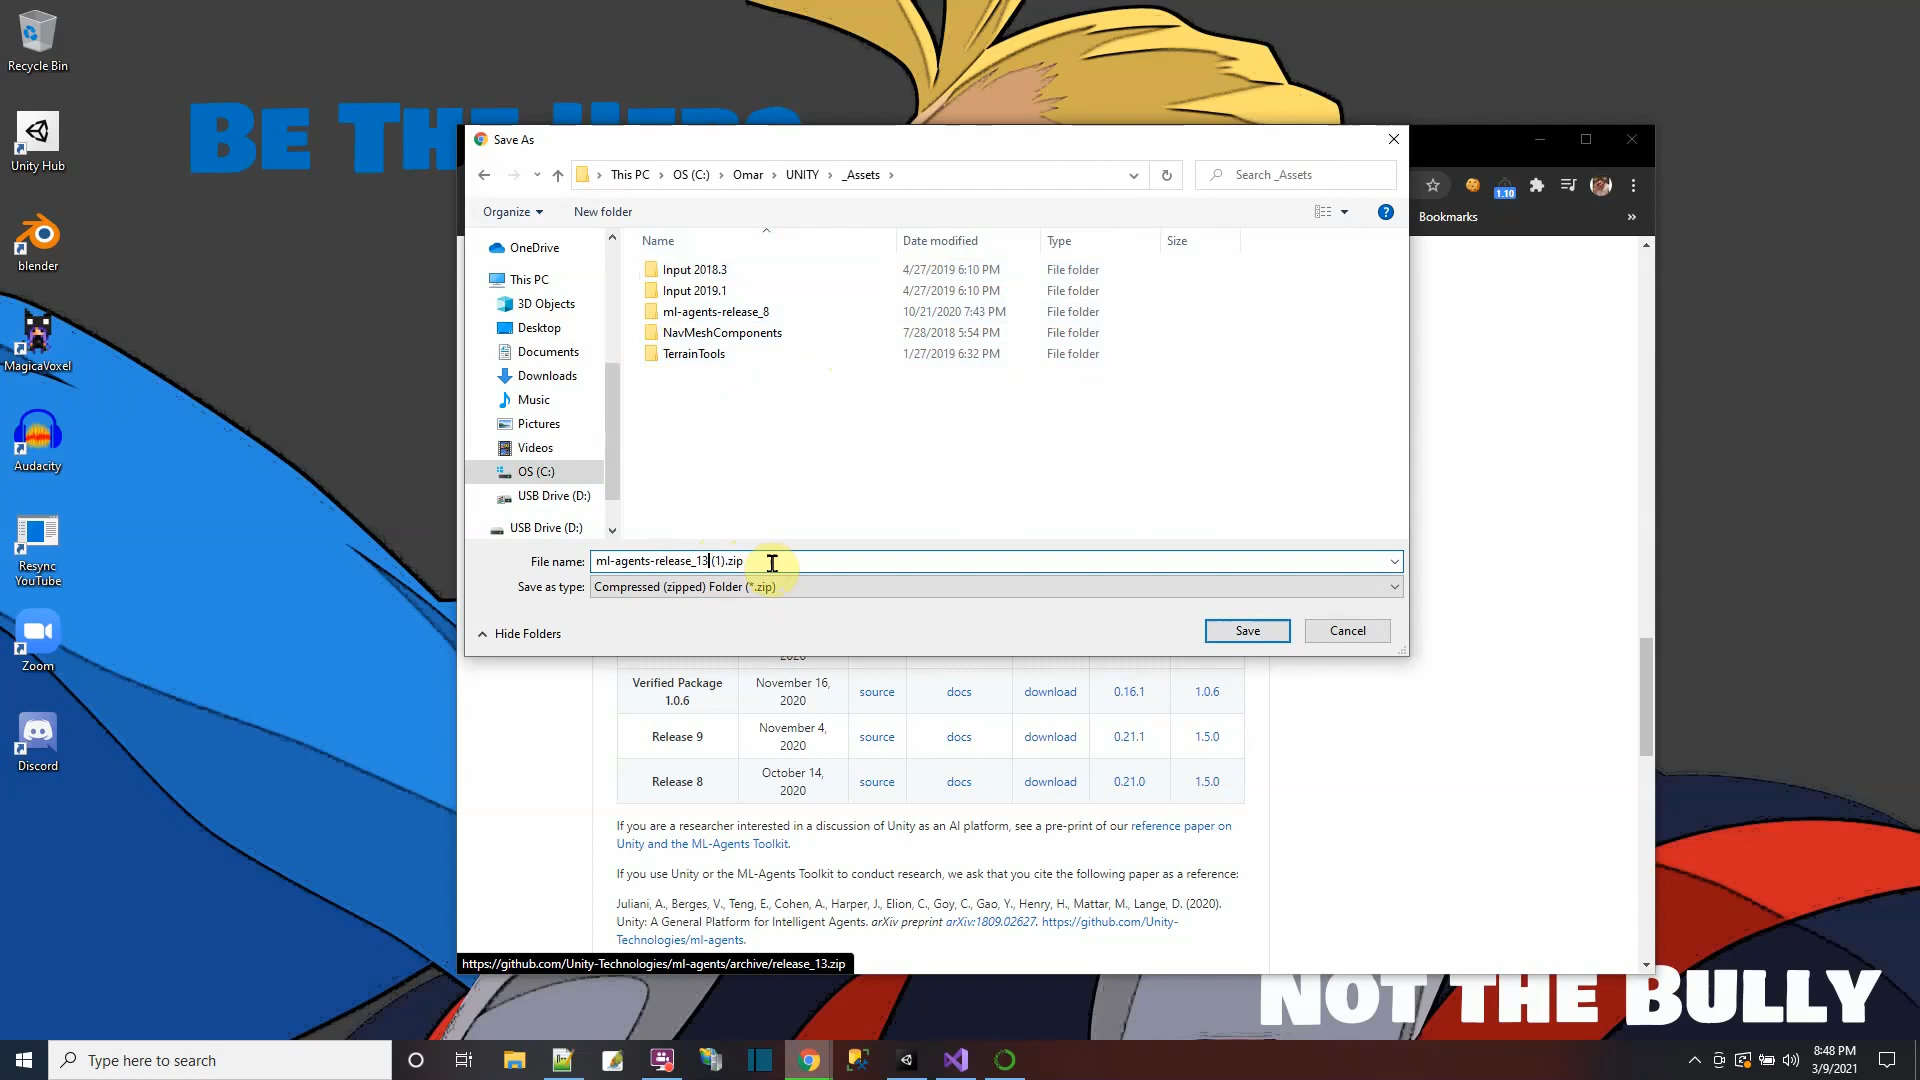 Recycle Bin
Unity Hub
blender
MagicaVoxel
Audacity
Resync
YouTube
Zoom
Discord
BE THE HERO
Save As
This PC
OS (C:)
Omar
UNITY
_Assets
Search _Assets
Organize
New folder
1.10
Bookmarks
»
OneDrive
This PC
3D Objects
Desktop
Documents
Downloads
Music
Pictures
Videos
OS (C:)
USB Drive (D:)
USB Drive (D:)
Name Date modified Type Size
Input 2018.3 4/27/2019 6:10 PM File folder
Input 2019.1 4/27/2019 6:10 PM File folder
ml-agents-release_8 10/21/2020 7:43 PM File folder
NavMeshComponents 7/28/2018 5:54 PM File folder
TerrainTools 1/27/2019 6:32 PM File folder
File name: ml-agents-release_13 (1).zip
Save as type: Compressed (zipped) Folder (*.zip)
Hide Folders
Save
Cancel
2020
Verified Package 1.0.6 November 16, 2020 source docs download 0.16.1 1.0.6
Release 9 November 4, 2020 source docs download 0.21.1 1.5.0
Release 8 October 14, 2020 source docs download 0.21.0 1.5.0
If you are a researcher interested in a discussion of Unity as an AI platform, see a pre-print of our reference paper on
Unity and the ML-Agents Toolkit.
If you use Unity or the ML-Agents Toolkit to conduct research, we ask that you cite the following paper as a reference:
Juliani, A., Berges, V., Teng, E., Cohen, A., Harper, J., Elion, C., Goy, C., Gao, Y., Henry, H., Mattar, M., Lange, D. (2020).
Unity: A General Platform for Intelligent Agents. arXiv preprint arXiv:1809.02627. https://github.com/Unity-
Technologies/ml-agents.
https://github.com/Unity-Technologies/ml-agents/archive/release_13.zip
NOT THE BULLY
Type here to search
8:48 PM
3/9/2021